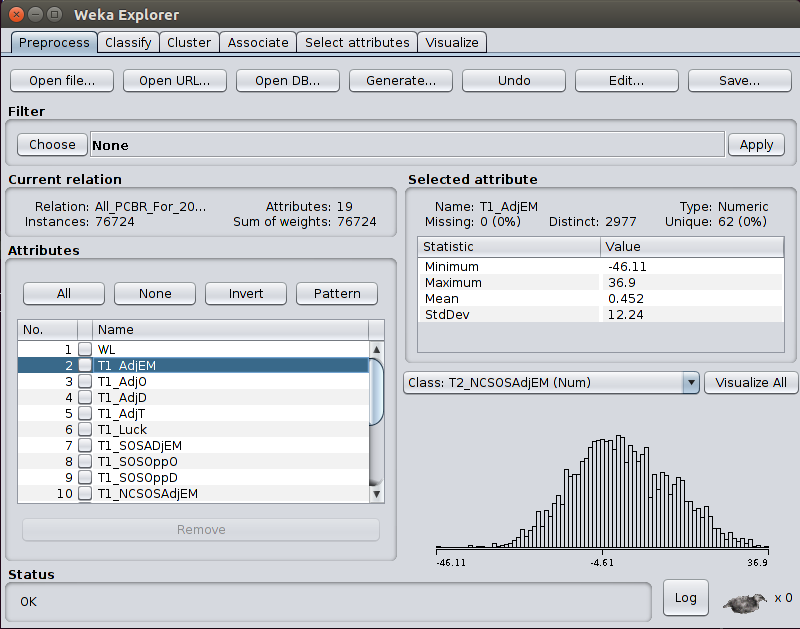 Weka Explorer
Preprocess Classify Cluster Associate Select attributes Visualize
Open file... Open URL... Open DB... Generate... Undo Edit... Save...
Filter
Choose None Apply
Current relation
Relation: All_PCBR_For_20... Attributes: 19
Instances: 76724 Sum of weights: 76724
Selected attribute
Name: T1_AdjEM Type: Numeric
Missing: 0 (0%) Distinct: 2977 Unique: 62 (0%)
Statistic Value
Minimum -46.11
Maximum 36.9
Mean 0.452
StdDev 12.24
Attributes
All None Invert Pattern
No. Name
1 WL
2 T1_AdjEM
3 T1_AdjO
4 T1_AdjD
5 T1_AdjT
6 T1_Luck
7 T1_SOSADjEM
8 T1_SOSOppO
9 T1_SOSOppD
10 T1_NCSOSAdjEM
Remove
Class: T2_NCSOSAdjEM (Num) Visualize All
-46.11 -4.61 36.9
Status
OK
Log x 0